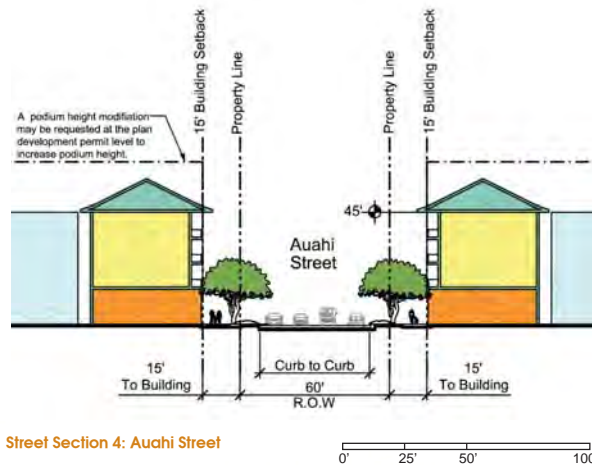 15' Building Setback
Property Line
Property Line
15' Building Setback
A podium height modifiation
may be requested at the plan
development permit level to
increase podium height.
45'
Auahi
Street
Curb to Curb
15'
To Building
60'
R.O.W
15'
To Building
Street Section 4: Auahi Street
0'
25'
50'
100